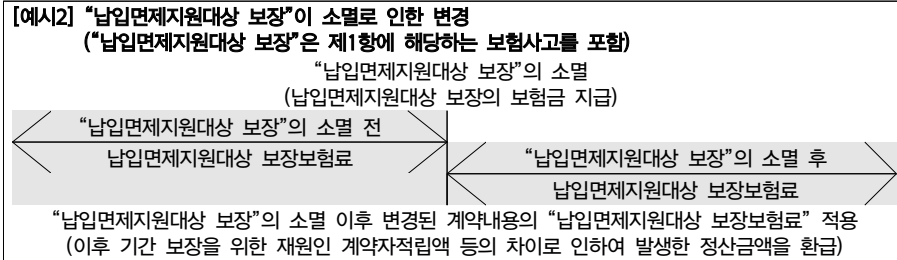 [예시2] “납입면제지원대상 보장”이 소멸로 인한 변경
(“납입면제지원대상 보장”은 제1항에 해당하는 보험사고를 포함)
“납입면제지원대상 보장”의 소멸
(납입면제지원대상 보장의 보험금 지급)
“납입면제지원대상 보장”의 소멸 전
납입면제지원대상 보장보험료
“납입면제지원대상 보장”의 소멸 후
납입면제지원대상 보장보험료
“납입면제지원대상 보장”의 소멸 이후 변경된 계약내용의 “납입면제지원대상 보장보험료” 적용
(이후 기간 보장을 위한 재원인 계약자적립액 등의 차이로 인하여 발생한 정산금액을 환급)